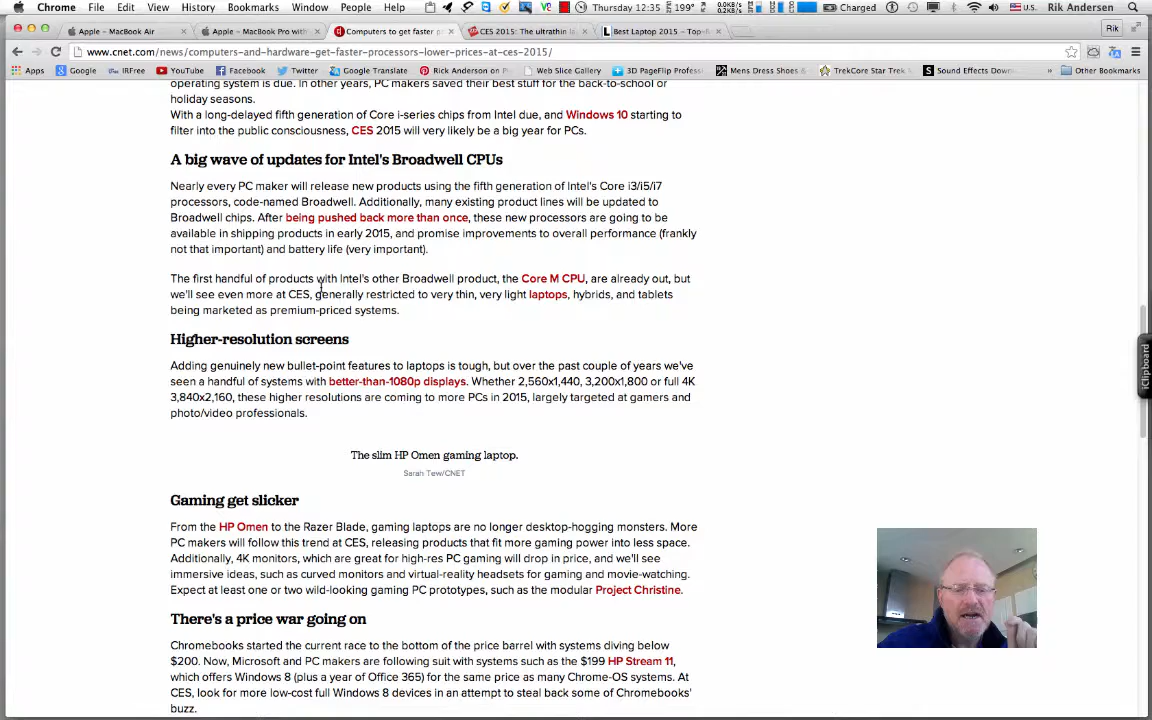 Chrome File Edit View History Bookmarks Window People Help 199° 0.0KB/s 0.2KB/s Charged U.S. Thursday 12:35 Rik Andersen
Apple - MacBook Air
Apple - MacBook Pro with
Computers to get faster p
CES 2015: The ultrathin la
Best Laptop 2015 – Top-
Rik
www.cnet.com/news/computers-and-hardware-get-faster-processors-lower-prices-at-ces-2015/
Apps Google IRFree YouTube Facebook Twitter Google Translate Rick Anderson on Web Slice Gallery 3D PageFlip Profess Mens Dress Shoes & TrekCore Star Trek Sound Effects Down » Other Bookmarks
operating system is due. In other years, PC makers saved their best stuff for the back-to-school or
holiday seasons.
With a long-delayed fifth generation of Core i-series chips from Intel due, and Windows 10 starting to
filter into the public consciousness, CES 2015 will very likely be a big year for PCs.
A big wave of updates for Intel's Broadwell CPUs
Nearly every PC maker will release new products using the fifth generation of Intel's Core i3/i5/i7
processors, code-named Broadwell. Additionally, many existing product lines will be updated to
Broadwell chips. After being pushed back more than once, these new processors are going to be
available in shipping products in early 2015, and promise improvements to overall performance (frankly
not that important) and battery life (very important).
The first handful of products with Intel's other Broadwell product, the Core M CPU, are already out, but
we'll see even more at CES, generally restricted to very thin, very light laptops, hybrids, and tablets
being marketed as premium-priced systems.
Higher-resolution screens
Adding genuinely new bullet-point features to laptops is tough, but over the past couple of years we've
seen a handful of systems with better-than-1080p displays. Whether 2,560x1,440, 3,200x1,800 or full 4K
3,840x2,160, these higher resolutions are coming to more PCs in 2015, largely targeted at gamers and
photo/video professionals.
The slim HP Omen gaming laptop.
Sarah Tew/CNET
Gaming get slicker
From the HP Omen to the Razer Blade, gaming laptops are no longer desktop-hogging monsters. More
PC makers will follow this trend at CES, releasing products that fit more gaming power into less space.
Additionally, 4K monitors, which are great for high-res PC gaming will drop in price, and we'll see
immersive ideas, such as curved monitors and virtual-reality headsets for gaming and movie-watching.
Expect at least one or two wild-looking gaming PC prototypes, such as the modular Project Christine.
There's a price war going on
Chromebooks started the current race to the bottom of the price barrel with systems diving below
$200. Now, Microsoft and PC makers are following suit with systems such as the $199 HP Stream 11,
which offers Windows 8 (plus a year of Office 365) for the same price as many Chrome-OS systems. At
CES, look for more low-cost full Windows 8 devices in an attempt to steal back some of Chromebooks'
buzz.
iClipboard